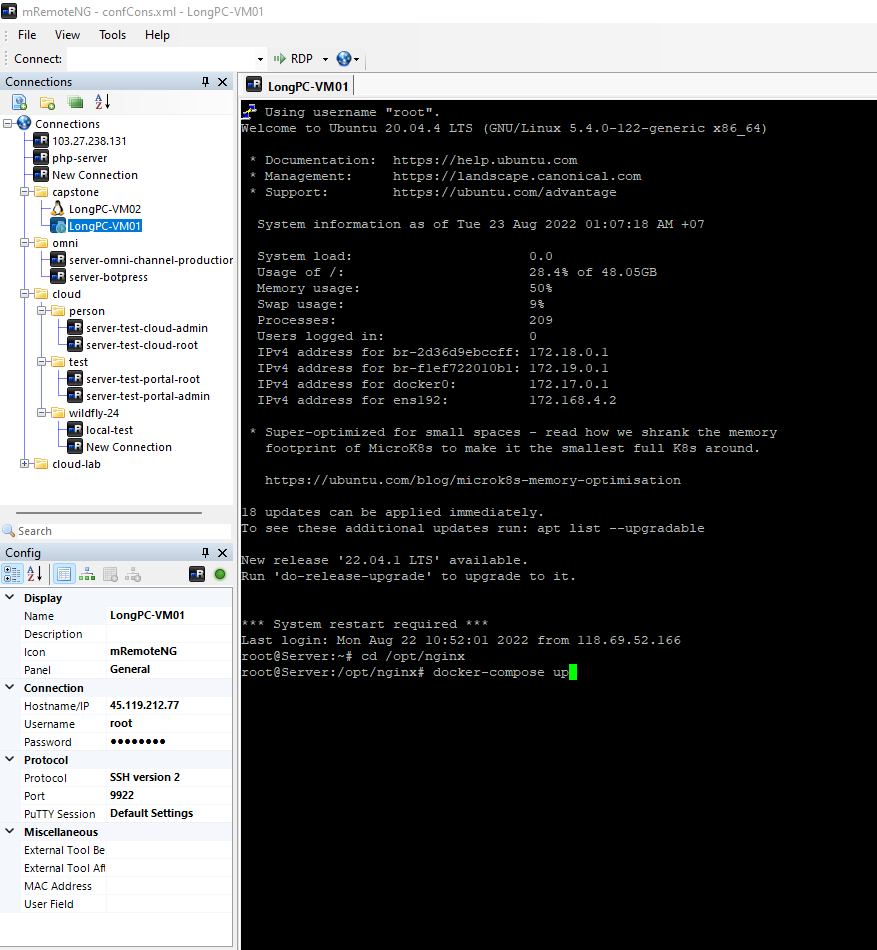 mRemoteNG - confCons.xml - LongPC-VM01
File View Tools Help
Connect: RDP
Connections
Connections
103.27.238.131
php-server
New Connection
capstone
LongPC-VM02
LongPC-VM01
omni
server-omni-channel-production
server-botpress
cloud
person
server-test-cloud-admin
server-test-cloud-root
test
server-test-portal-root
server-test-portal-admin
wildfly-24
local-test
New Connection
cloud-lab
Search
Config
Display
Name LongPC-VM01
Description
Icon mRemoteNG
Panel General
Connection
Hostname/IP 45.119.212.77
Username root
Password ●●●●●●●●
Protocol
Protocol SSH version 2
Port 9922
PuTTY Session Default Settings
Miscellaneous
External Tool Be
External Tool Aft
MAC Address
User Field
LongPC-VM01
Using username "root".
Welcome to Ubuntu 20.04.4 LTS (GNU/Linux 5.4.0-122-generic x86_64)
* Documentation: https://help.ubuntu.com
* Management: https://landscape.canonical.com
* Support: https://ubuntu.com/advantage
System information as of Tue 23 Aug 2022 01:07:18 AM +07
System load: 0.0
Usage of /: 28.4% of 48.05GB
Memory usage: 50%
Swap usage: 9%
Processes: 209
Users logged in: 0
IPv4 address for br-2d36d9ebccff: 172.18.0.1
IPv4 address for br-f1ef722010b1: 172.19.0.1
IPv4 address for docker0: 172.17.0.1
IPv4 address for ens192: 172.168.4.2
* Super-optimized for small spaces - read how we shrank the memory
footprint of MicroK8s to make it the smallest full K8s around.
https://ubuntu.com/blog/microk8s-memory-optimisation
18 updates can be applied immediately.
To see these additional updates run: apt list --upgradable
New release '22.04.1 LTS' available.
Run 'do-release-upgrade' to upgrade to it.
*** System restart required ***
Last login: Mon Aug 22 10:52:01 2022 from 118.69.52.166
root@Server:~# cd /opt/nginx
root@Server:/opt/nginx# docker-compose up